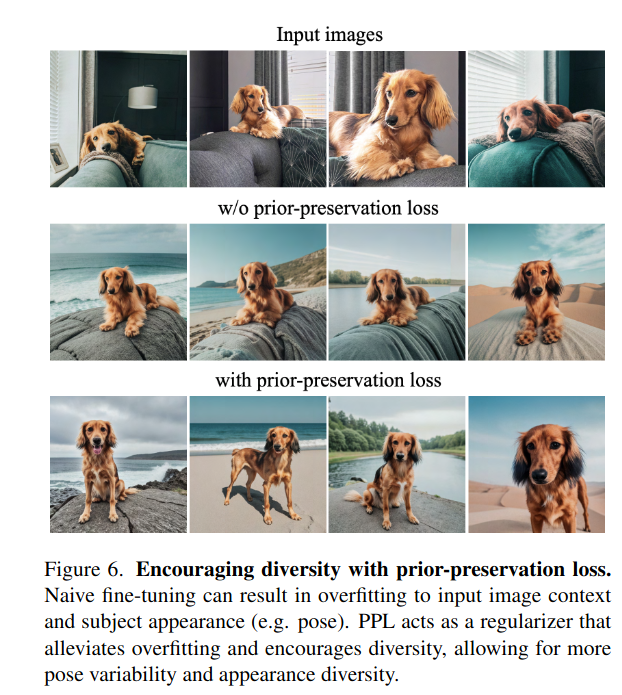 Input images
w/o prior-preservation loss
with prior-preservation loss
Figure 6. Encouraging diversity with prior-preservation loss.
Naive fine-tuning can result in overfitting to input image context
and subject appearance (e.g. pose). PPL acts as a regularizer that
alleviates overfitting and encourages diversity, allowing for more
pose variability and appearance diversity.